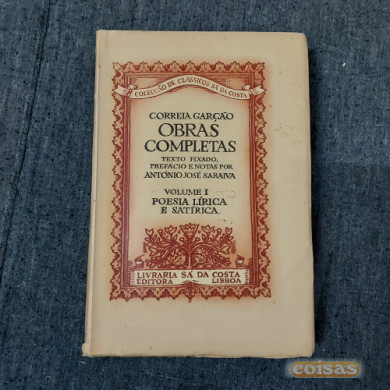 COLECÇÃO DE CLÁSSICOS SÁ DA COSTA
CORREIA GARÇÃO
OBRAS
COMPLETAS
TEXTO FIXADO,
PREFÁCIO E NOTAS POR
ANTÓNIO JOSÉ SARAIVA
VOLUME I
POESIA LÍRICA
E SATÍRICA.
LIVRARIA SÁ DA COSTA
EDITORA LISBOA
coisas